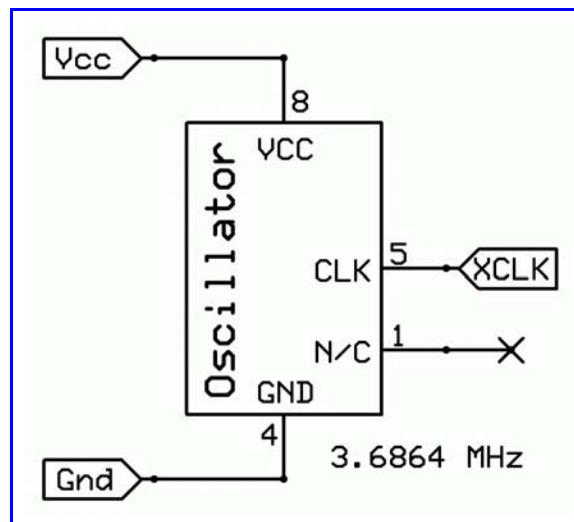 Vcc
8
VCC
Oscillator
CLK
5
XCLK
N/C
1
GND
4
3.6864 MHz
Gnd